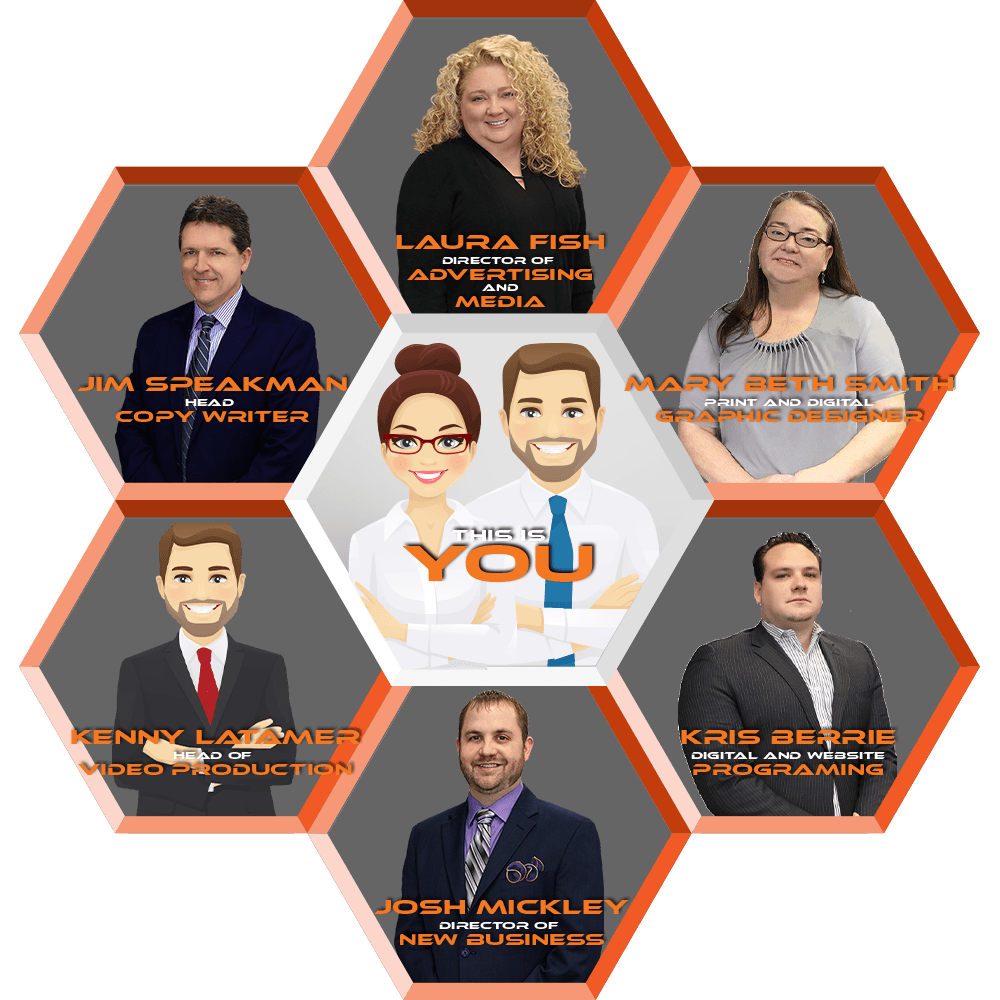 LAURA FISH
DIRECTOR OF
ADVERTISING
AND
MEDIA
JIM SPEAKMAN
HEAD
COPY WRITER
MARY BETH SMITH
PRINT AND DIGITAL
GRAPHIC DESIGNER
THIS IS
YOU
KENNY LATAMER
HEAD OF
VIDEO PRODUCTION
KRIS BERRIE
DIGITAL AND WEBSITE
PROGRAMING
JOSH MICKLEY
DIRECTOR OF
NEW BUSINESS